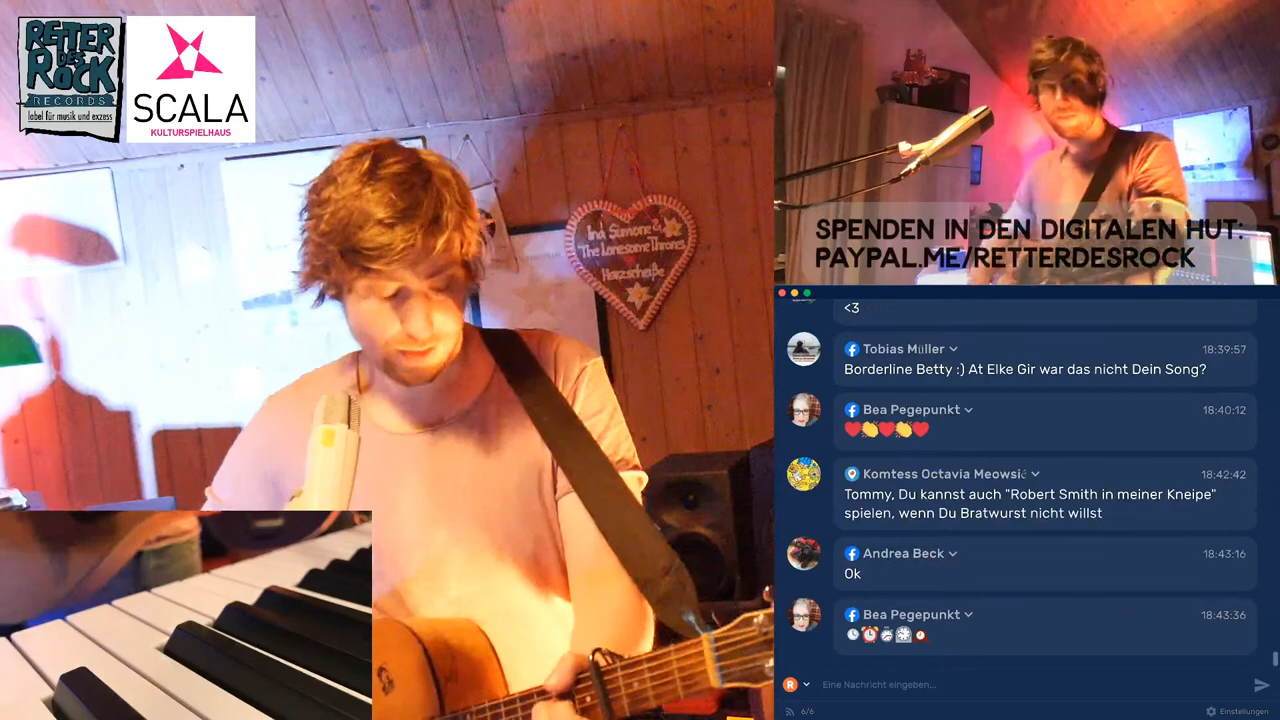 RETTER
DES
ROCK
RECORDS
label für musik und exzess
SCALA
KULTURSPIELHAUS
Ina Simone &
The Lonesome Thrones
Harzscheiße
SPENDEN IN DEN DIGITALEN HUT:
PAYPAL.ME/RETTERDESROCK
<3
Tobias Müller 18:39:57
Borderline Betty :) At Elke Gir war das nicht Dein Song?
Bea Pegepunkt 18:40:12
❤️👏❤️👏❤️
Komtess Octavia Meowsić 18:42:42
Tommy, Du kannst auch "Robert Smith in meiner Kneipe"
spielen, wenn Du Bratwurst nicht willst
Andrea Beck 18:43:16
Ok
Bea Pegepunkt 18:43:36
R Eine Nachricht eingeben...
6/6 Einstellungen